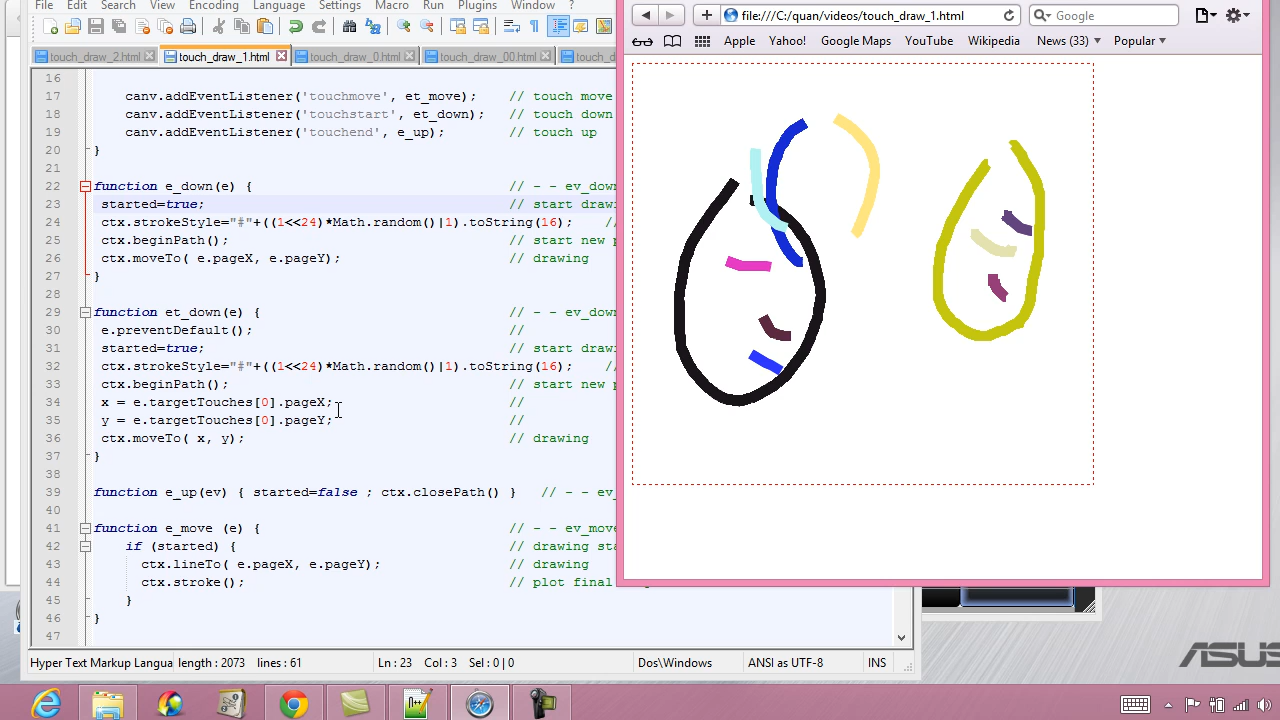 File Edit Search View Encoding Language Settings Macro Run Plugins Window ?
touch_draw_2.html touch_draw_1.html touch_draw_0.html touch_draw_00.html touch_d
16
17 canv.addEventListener('touchmove', et_move); // touch move
18 canv.addEventListener('touchstart', et_down); // touch down
19 canv.addEventListener('touchend', e_up); // touch up
20 }
21
22 function e_down(e) { // - - ev_down
23 started=true; // start drawi
24 ctx.strokeStyle="#"+((1<<24)*Math.random()|1).toString(16); //
25 ctx.beginPath(); // start new p
26 ctx.moveTo( e.pageX, e.pageY); // drawing
27 }
28
29 function et_down(e) { // - - ev_down
30 e.preventDefault(); //
31 started=true; // start drawi
32 ctx.strokeStyle="#"+((1<<24)*Math.random()|1).toString(16); //
33 ctx.beginPath(); // start new p
34 x = e.targetTouches[0].pageX; //
35 y = e.targetTouches[0].pageY; //
36 ctx.moveTo( x, y); // drawing
37 }
38
39 function e_up(ev) { started=false ; ctx.closePath() } // - - ev_
40
41 function e_move (e) { // - - ev_move
42 if (started) { // drawing sta
43 ctx.lineTo( e.pageX, e.pageY); // drawing
44 ctx.stroke(); // plot final
45 }
46 }
47
Hyper Text Markup Langua length : 2073 lines : 61 Ln : 23 Col : 3 Sel : 0 | 0 Dos\Windows ANSI as UTF-8 INS
file:///C:/quan/videos/touch_draw_1.html Google
Apple Yahoo! Google Maps YouTube Wikipedia News (33) Popular
ASUS